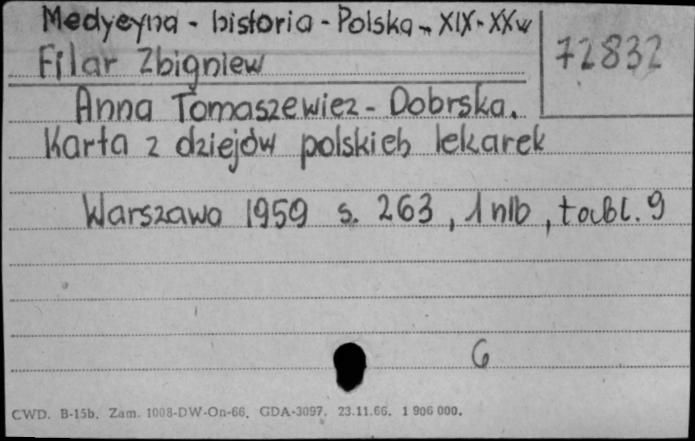 Medycyna - historia - Polska - XIX-XXw
72832
Filar Zbigniew
Anna Tomaszewicz - Dobrska.
Karta z dziejów polskich lekarek
Warszawa 1959 s. 263, 1 nlb, tabl. 9
6
CWD. B-15b. Zam. 1008-DW-On-66. GDA-3097. 23.11.66. 1 906 000.